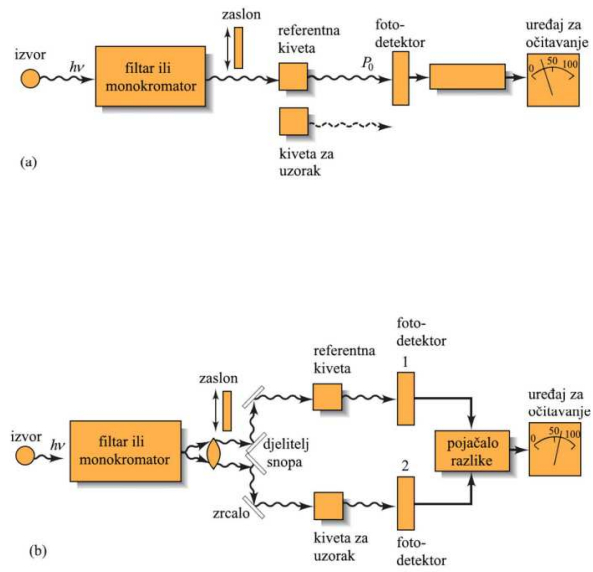 zaslon
izvor
hν
filtar ili
monokromator
referentna
kiveta
P₀
foto-
detektor
uređaj za
očitavanje
0 50 100
kiveta za
uzorak
(a)
foto-
detektor
1
referentna
kiveta
zaslon
uređaj za
očitavanje
0 50 100
izvor
hν
filtar ili
monokromator
djelitelj
snopa
pojačalo
razlike
2
zrcalo
kiveta za
uzorak
foto-
detektor
(b)